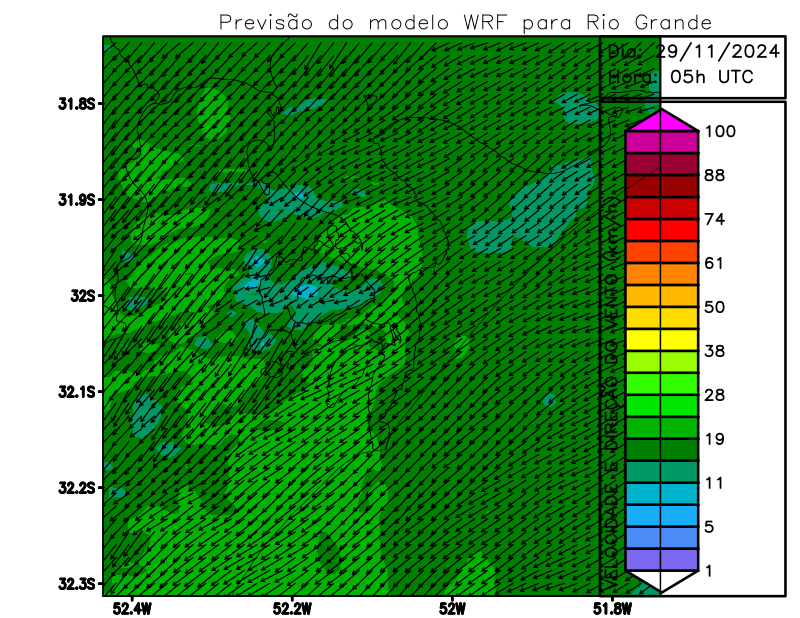 Previsão do modelo WRF para Rio Grande
Dia: 29/11/2024
Hora: 05h UTC
31.8S
31.9S
32S
32.1S
32.2S
32.3S
52.4W
52.2W
52W
51.8W
VELOCIDADE E DIREÇÃO DO VENTO (km/h)
100
88
74
61
50
38
28
19
11
5
1